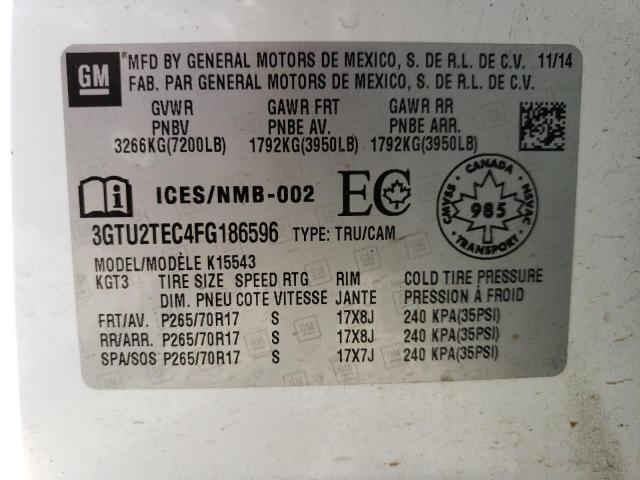 GM
*MFD BY GENERAL MOTORS DE MEXICO, S. DE R.L. DE C.V. 11/14
FAB. PAR GENERAL MOTORS DE MEXICO, S. DE R.L. DE C.V.
GVWR GAWR FRT GAWR RR
PNBV PNBE AV. PNBE ARR.
3266KG(7200LB) 1792KG(3950LB) 1792KG(3950LB)
i ICES/NMB-002 EC
CANADA
CMVSS 985 NSVAC
TRANSPORT
3GTU2TEC4FG186596 TYPE: TRU/CAM
MODEL/MODÈLE K15543
KGT3 TIRE SIZE SPEED RTG RIM COLD TIRE PRESSURE
DIM. PNEU COTE VITESSE JANTE PRESSION À FROID
FRT/AV. P265/70R17 S 17X8J 240 KPA(35PSI)
RR/ARR. P265/70R17 S 17X8J 240 KPA(35PSI)
SPA/SOS P265/70R17 S 17X7J 240 KPA(35PSI)